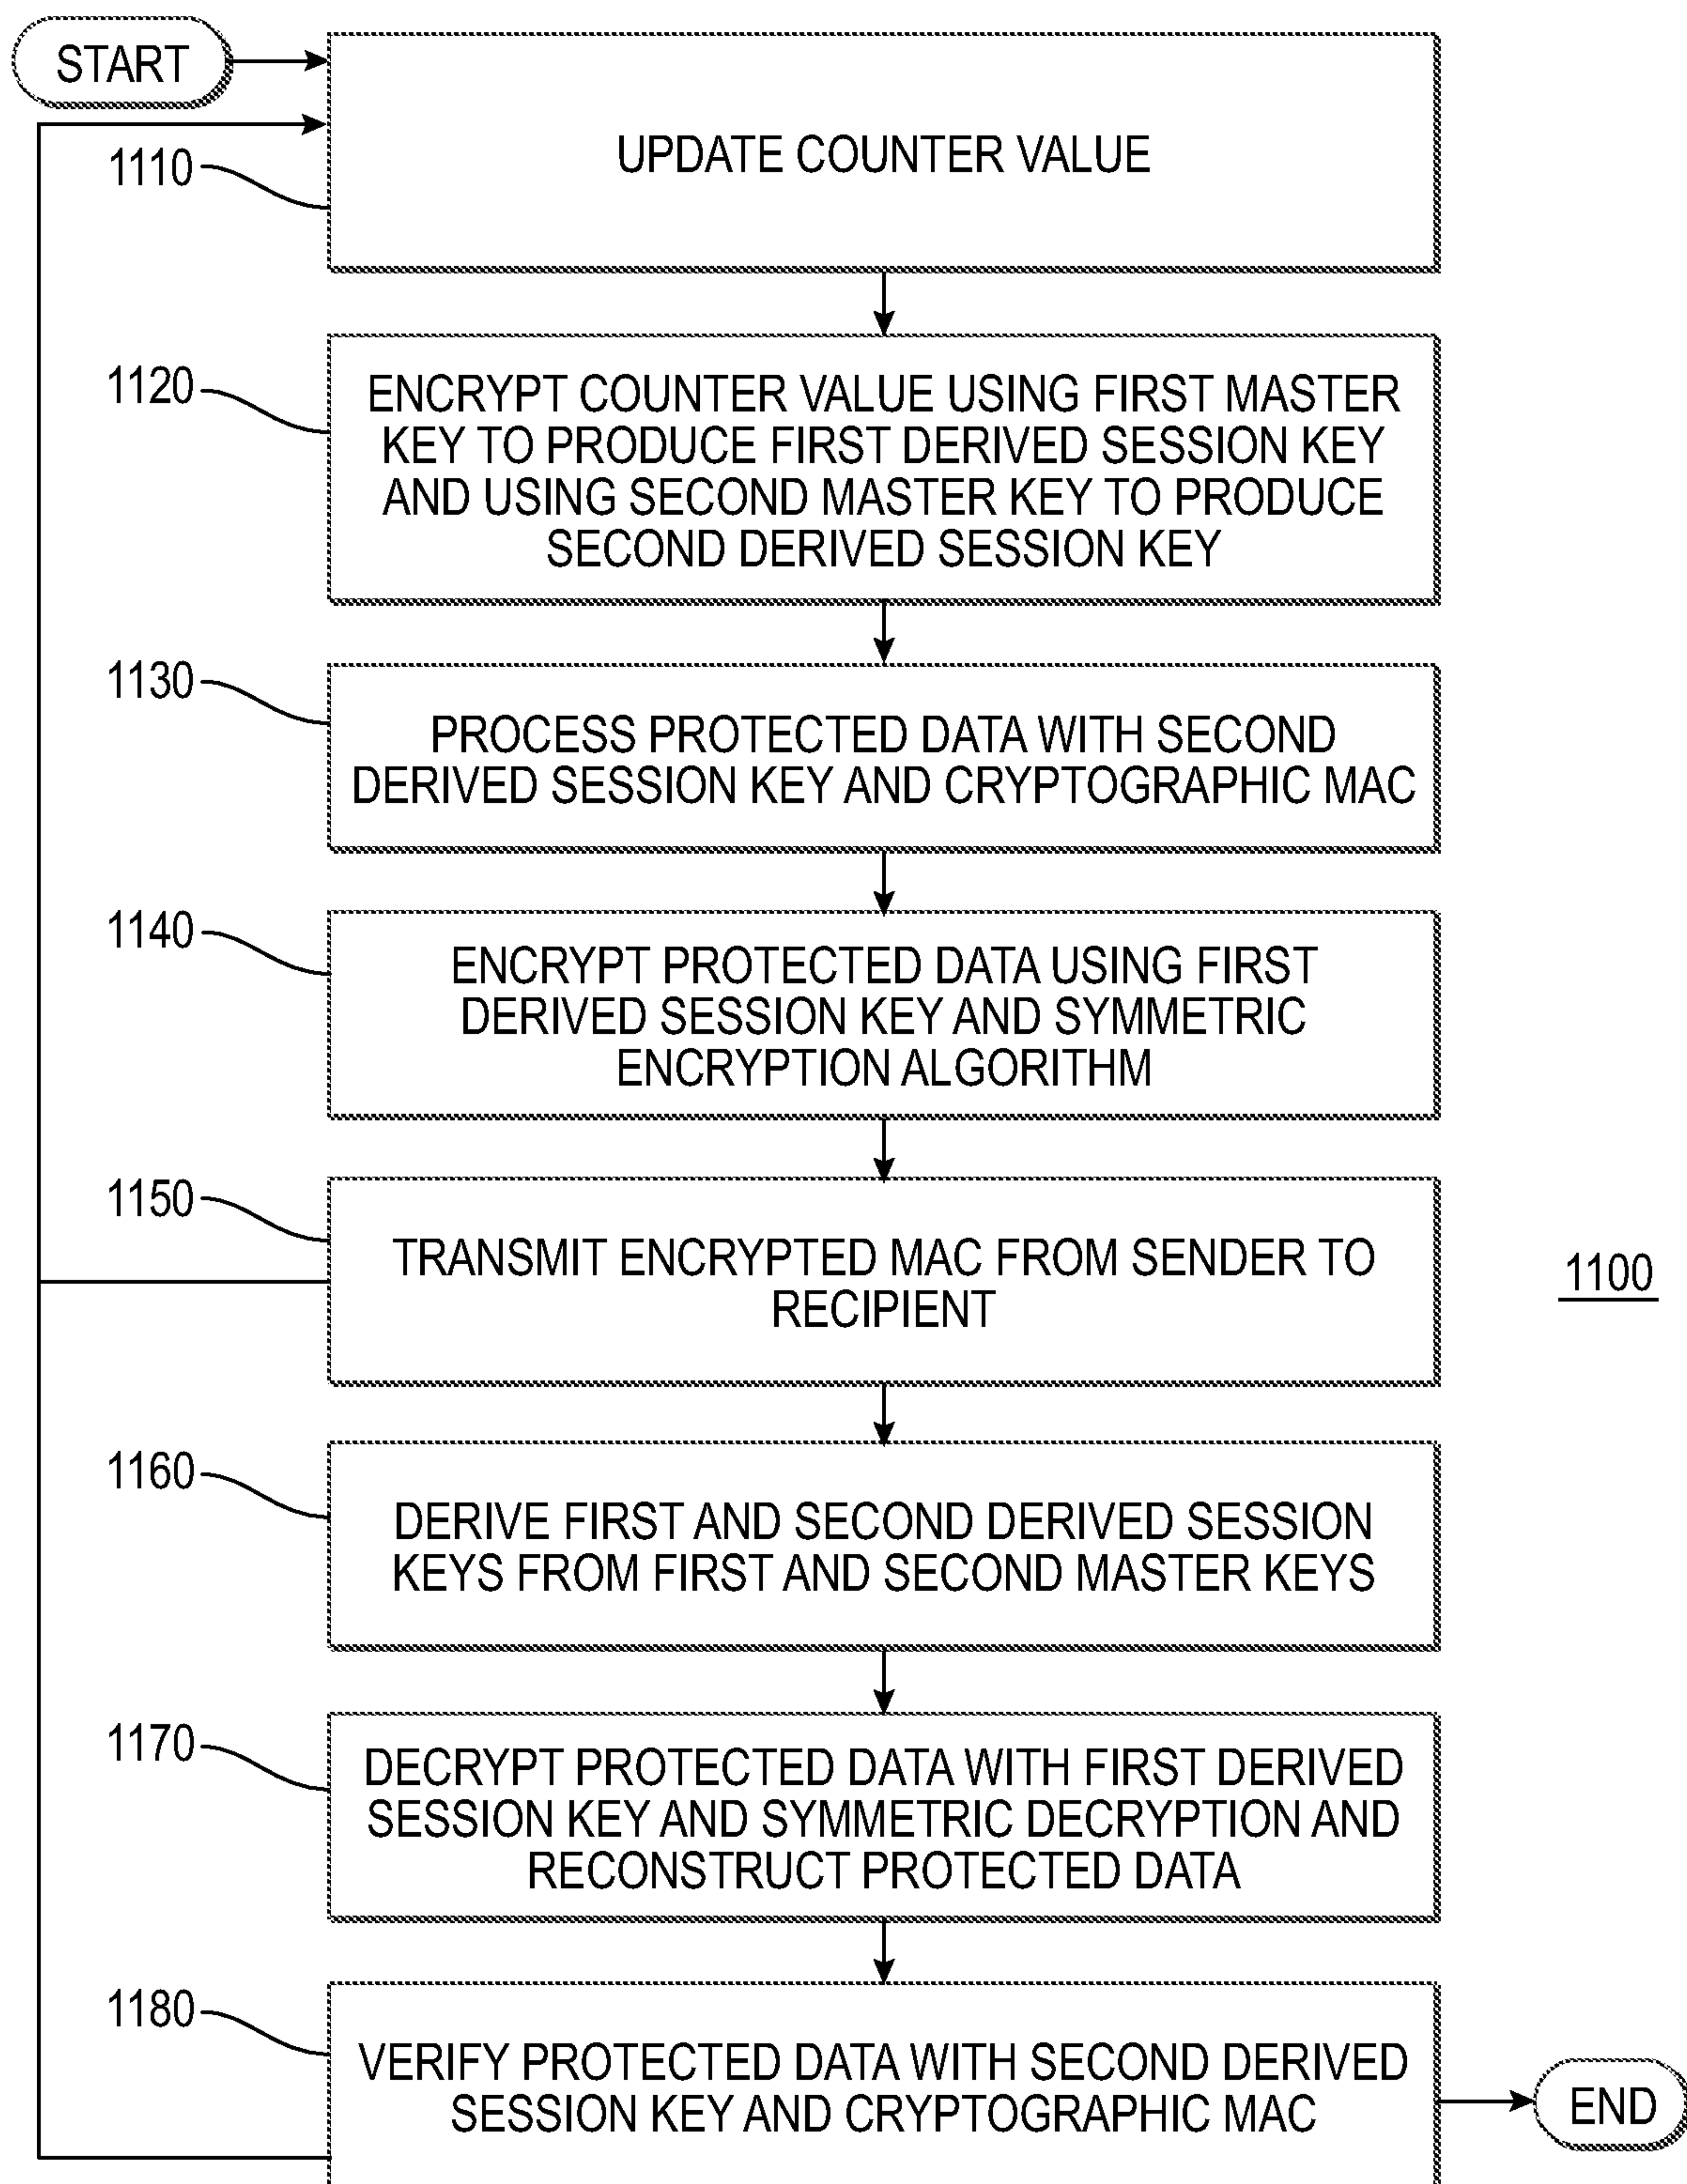 START
UPDATE COUNTER VALUE
1110
1120
ENCRYPT COUNTER VALUE USING FIRST MASTER
KEY TO PRODUCE FIRST DERIVED SESSION KEY
AND USING SECOND MASTER KEY TO PRODUCE
SECOND DERIVED SESSION KEY
1130
PROCESS PROTECTED DATA WITH SECOND
DERIVED SESSION KEY AND CRYPTOGRAPHIC MAC
1140
ENCRYPT PROTECTED DATA USING FIRST
DERIVED SESSION KEY AND SYMMETRIC
ENCRYPTION ALGORITHM
1150
TRANSMIT ENCRYPTED MAC FROM SENDER TO
RECIPIENT
1100
1160
DERIVE FIRST AND SECOND DERIVED SESSION
KEYS FROM FIRST AND SECOND MASTER KEYS
1170
DECRYPT PROTECTED DATA WITH FIRST DERIVED
SESSION KEY AND SYMMETRIC DECRYPTION AND
RECONSTRUCT PROTECTED DATA
1180
VERIFY PROTECTED DATA WITH SECOND DERIVED
SESSION KEY AND CRYPTOGRAPHIC MAC
END